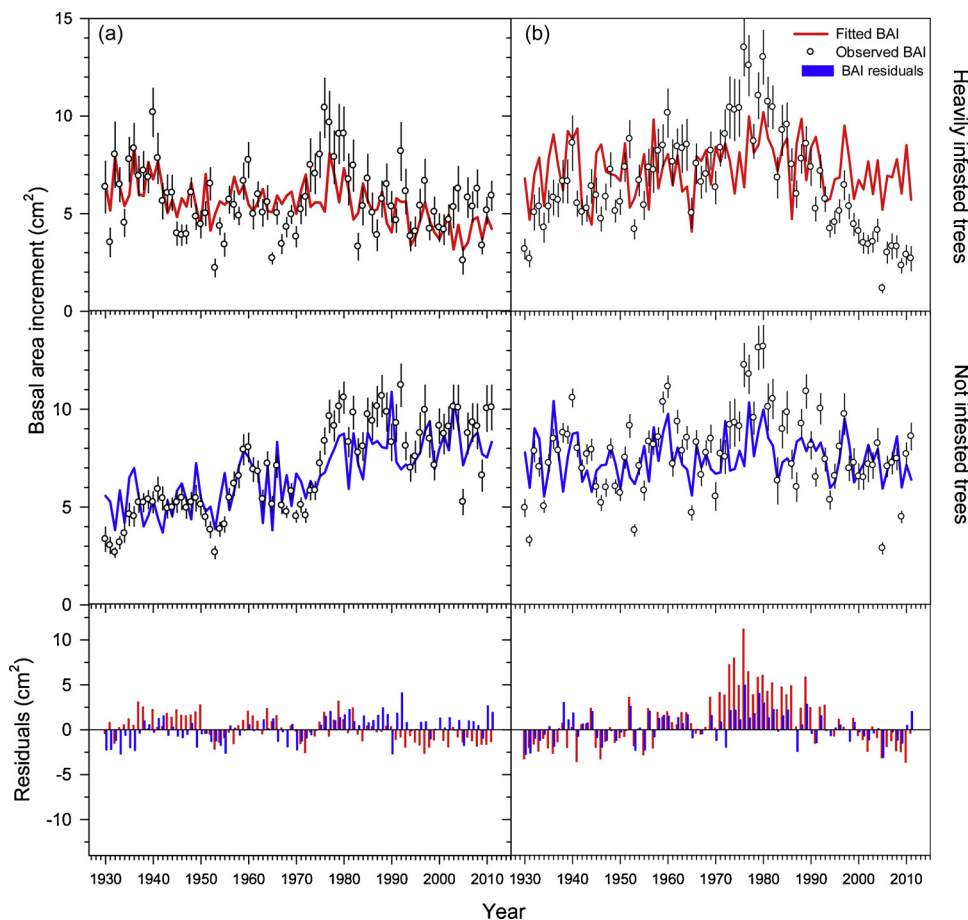 (a)
(b)
Fitted BAI
Observed BAI
BAI residuals
15
10
5
0
10
5
0
10
5
0
-5
-10
Basal area increment (cm²)
Residuals (cm²)
Heavily infested trees
Not infested trees
1930 1940 1950 1960 1970 1980 1990 2000 2010
1930 1940 1950 1960 1970 1980 1990 2000 2010
Year